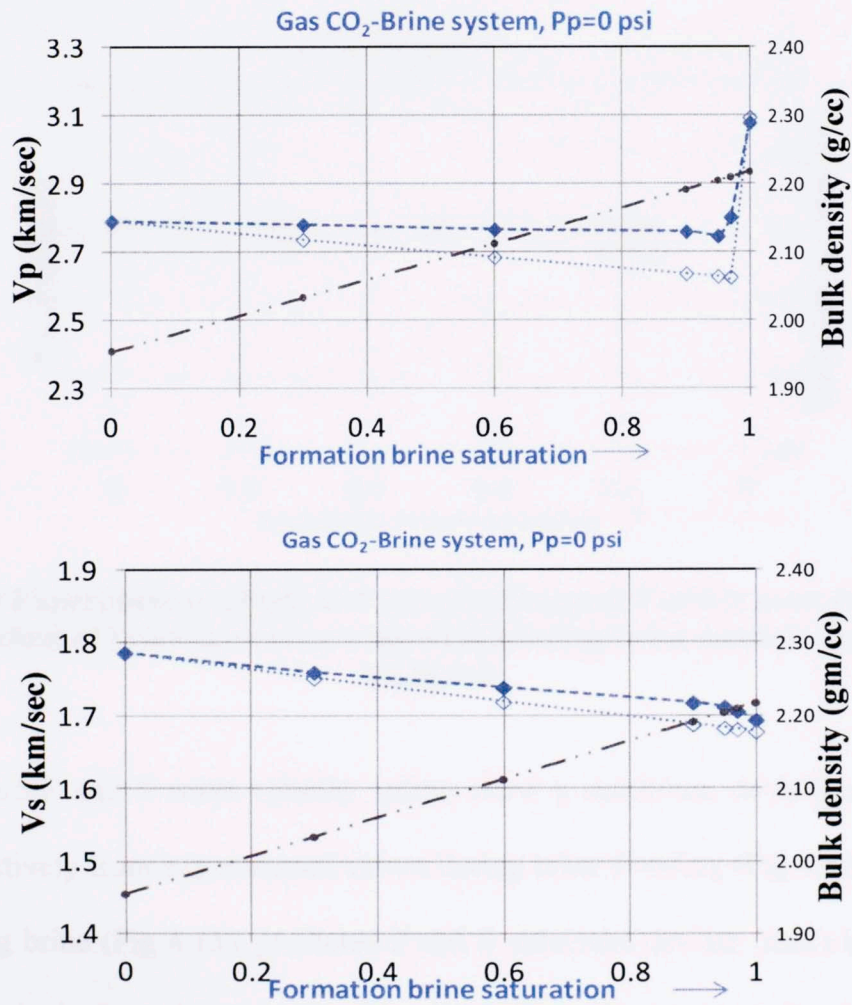 Gas CO₂-Brine system, Pp=0 psi
3.3
3.1
2.9
2.7
2.5
2.3
Vp (km/sec)
2.40
2.30
2.20
2.10
2.00
1.90
Bulk density (g/cc)
0 0.2 0.4 0.6 0.8 1
Formation brine saturation
Gas CO₂-Brine system, Pp=0 psi
1.9
1.8
1.7
1.6
1.5
1.4
Vs (km/sec)
2.40
2.30
2.20
2.10
2.00
1.90
Bulk density (gm/cc)
0 0.2 0.4 0.6 0.8 1
Formation brine saturation